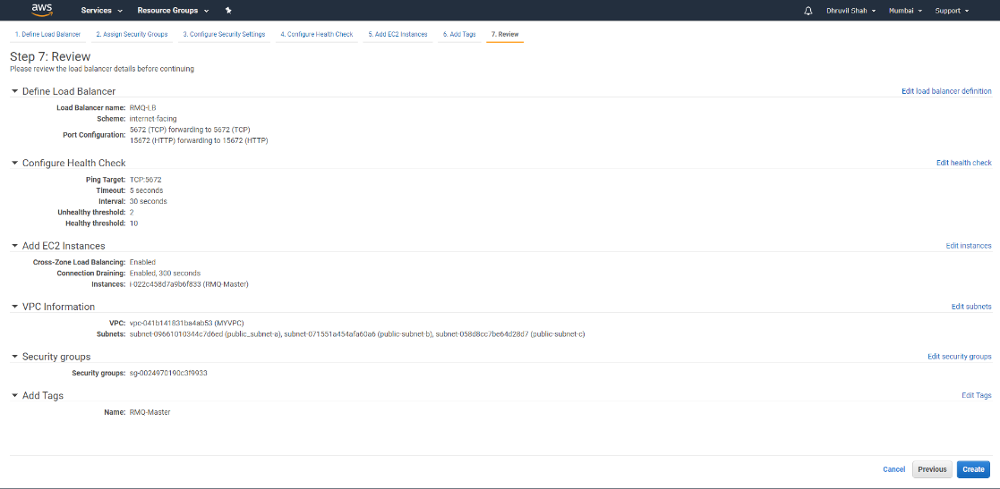 aws Services Resource Groups Dhruvil Shah Mumbai Support
1. Define Load Balancer 2. Assign Security Groups 3. Configure Security Settings 4. Configure Health Check 5. Add EC2 Instances 6. Add Tags 7. Review
Step 7: Review
Please review the load balancer details before continuing
Define Load Balancer Edit load balancer definition
Load Balancer name: RMQ-LB
Scheme: internet-facing
Port Configuration: 5672 (TCP) forwarding to 5672 (TCP)
15672 (HTTP) forwarding to 15672 (HTTP)
Configure Health Check Edit health check
Ping Target: TCP:5672
Timeout: 5 seconds
Interval: 30 seconds
Unhealthy threshold: 2
Healthy threshold: 10
Add EC2 Instances Edit instances
Cross-Zone Load Balancing: Enabled
Connection Draining: Enabled, 300 seconds
Instances: i-022c458d7a9b6f833 (RMQ-Master)
VPC Information Edit subnets
VPC: vpc-041b141831ba4ab53 (MYVPC)
Subnets: subnet-09661010344c7d6ed (public_subnet-a), subnet-071551a454afa60a6 (public-subnet-b), subnet-058d8cc7be64d28d7 (public-subnet-c)
Security groups Edit security groups
Security groups: sg-0024970190c3f9933
Add Tags Edit Tags
Name: RMQ-Master
Cancel Previous Create